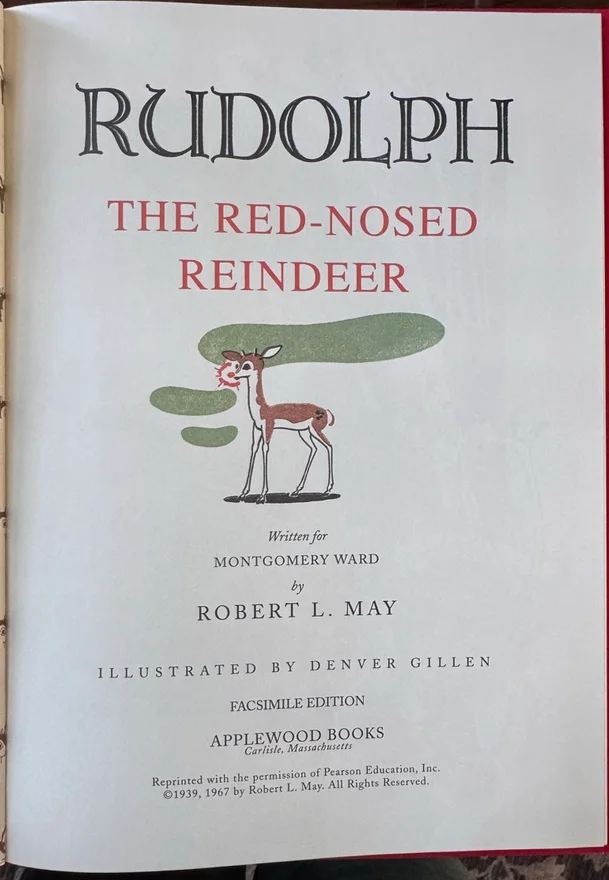 RUDOLPH
THE RED-NOSED
REINDEER
Written for
MONTGOMERY WARD
by
ROBERT L. MAY
ILLUSTRATED BY DENVER GILLEN
FACSIMILE EDITION
APPLEWOOD BOOKS
Carlisle, Massachusetts
Reprinted with the permission of Pearson Education, Inc.
©1939, 1967 by Robert L. May. All Rights Reserved.